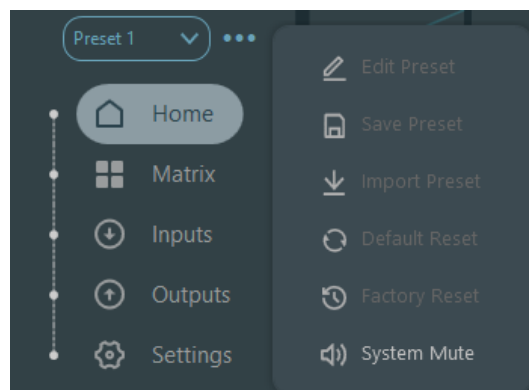 Preset 1
Home
Matrix
Inputs
Outputs
Settings
Edit Preset
Save Preset
Import Preset
Default Reset
Factory Reset
System Mute